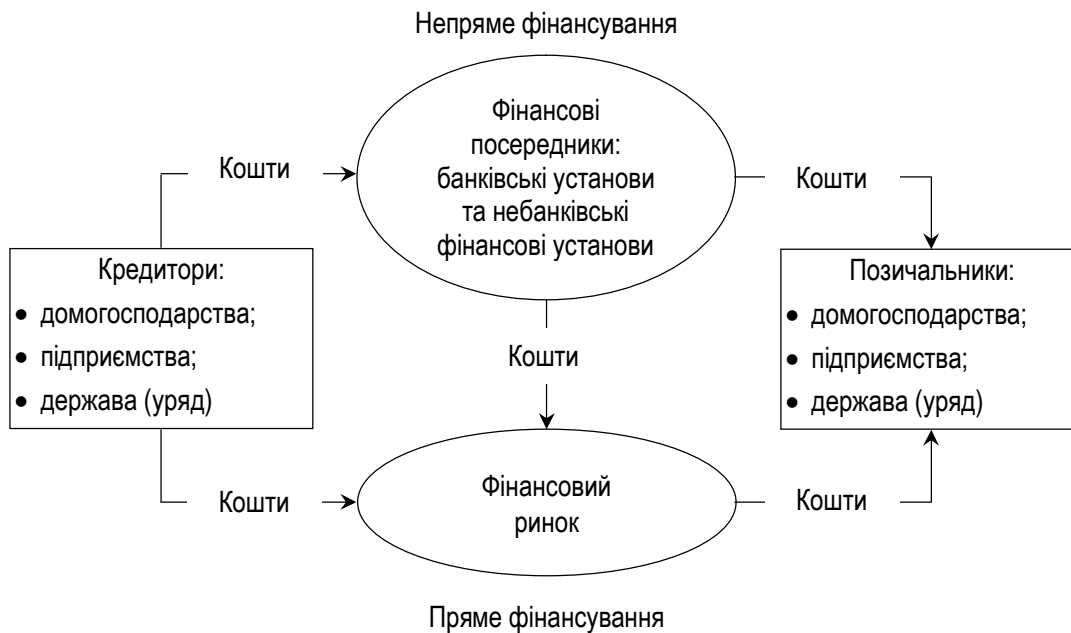 Непряме фінансування
Фінансові
посередники:
банківські установи
та небанківські
фінансові установи
Кошти
Кошти
Кредитори:
• домогосподарства;
• підприємства;
• держава (уряд)
Кошти
Позичальники:
• домогосподарства;
• підприємства;
• держава (уряд)
Кошти
Фінансовий
ринок
Кошти
Пряме фінансування